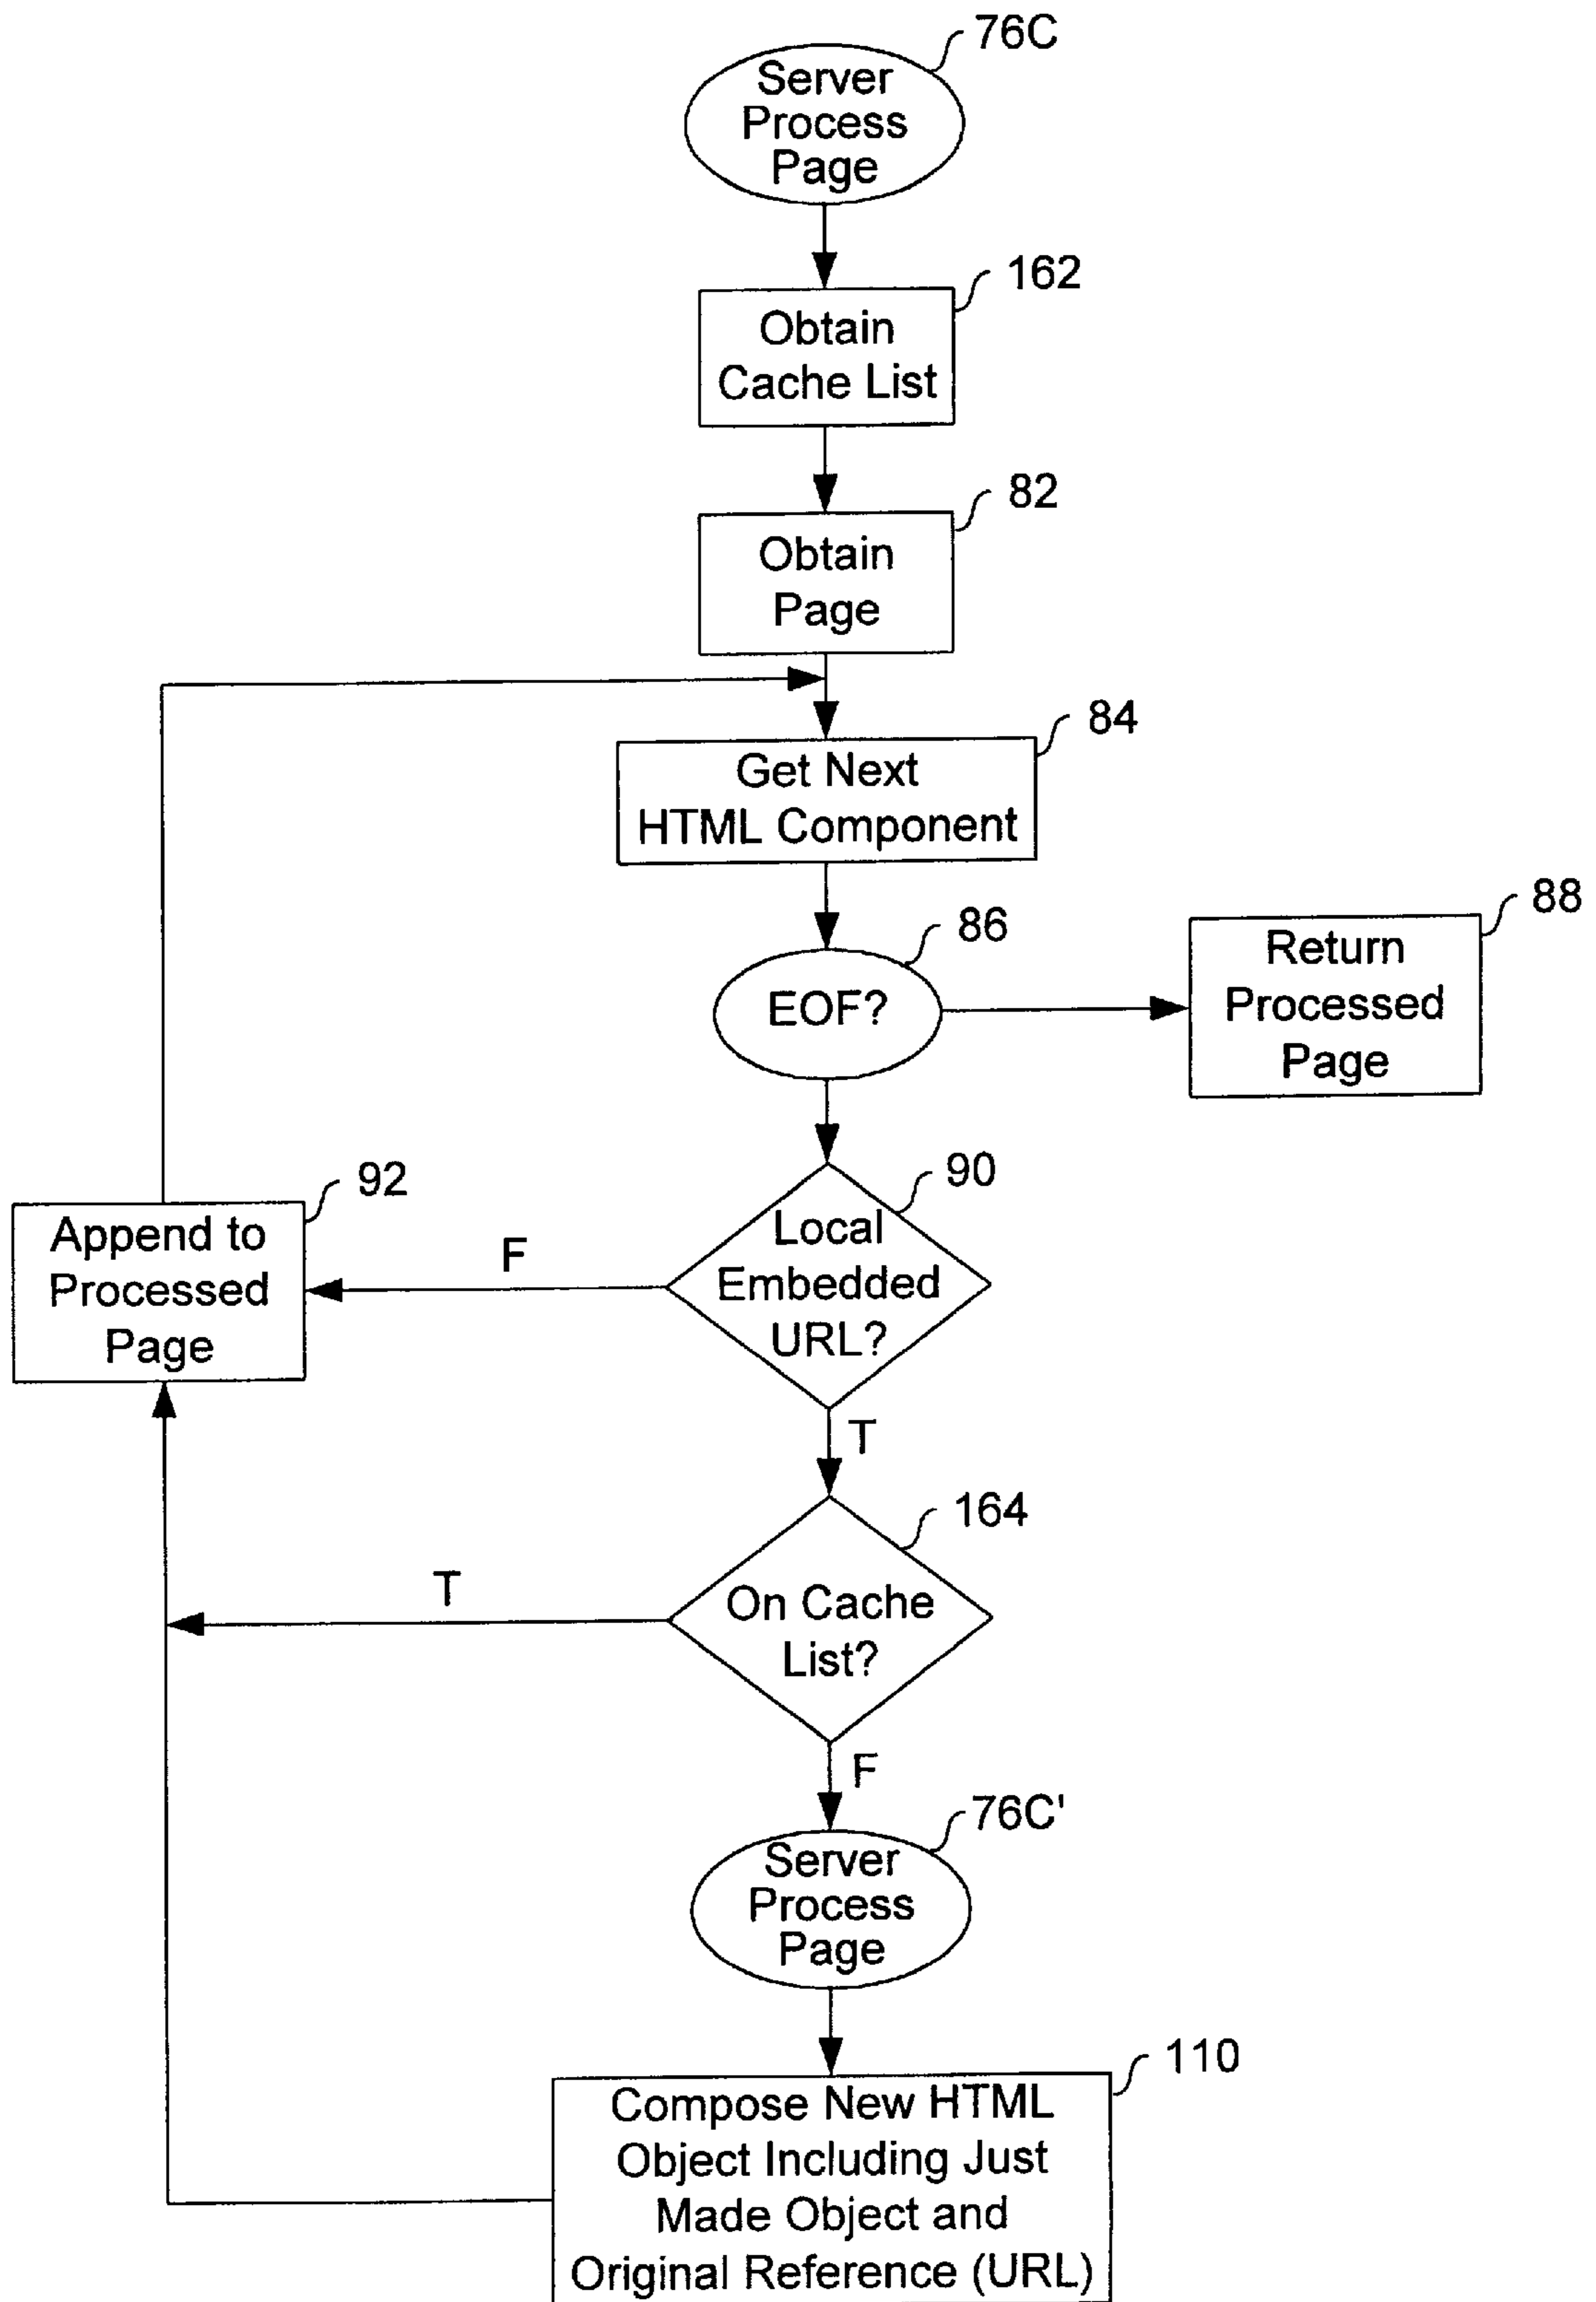 76C
Server
Process
Page
162
Obtain
Cache List
82
Obtain
Page
84
Get Next
HTML Component
86
EOF?
88
Return
Processed
Page
90
Local
Embedded
URL?
92
Append to
Processed
Page
F
T
164
On Cache
List?
T
F
76C'
Server
Process
Page
110
Compose New HTML
Object Including Just
Made Object and
Original Reference (URL)